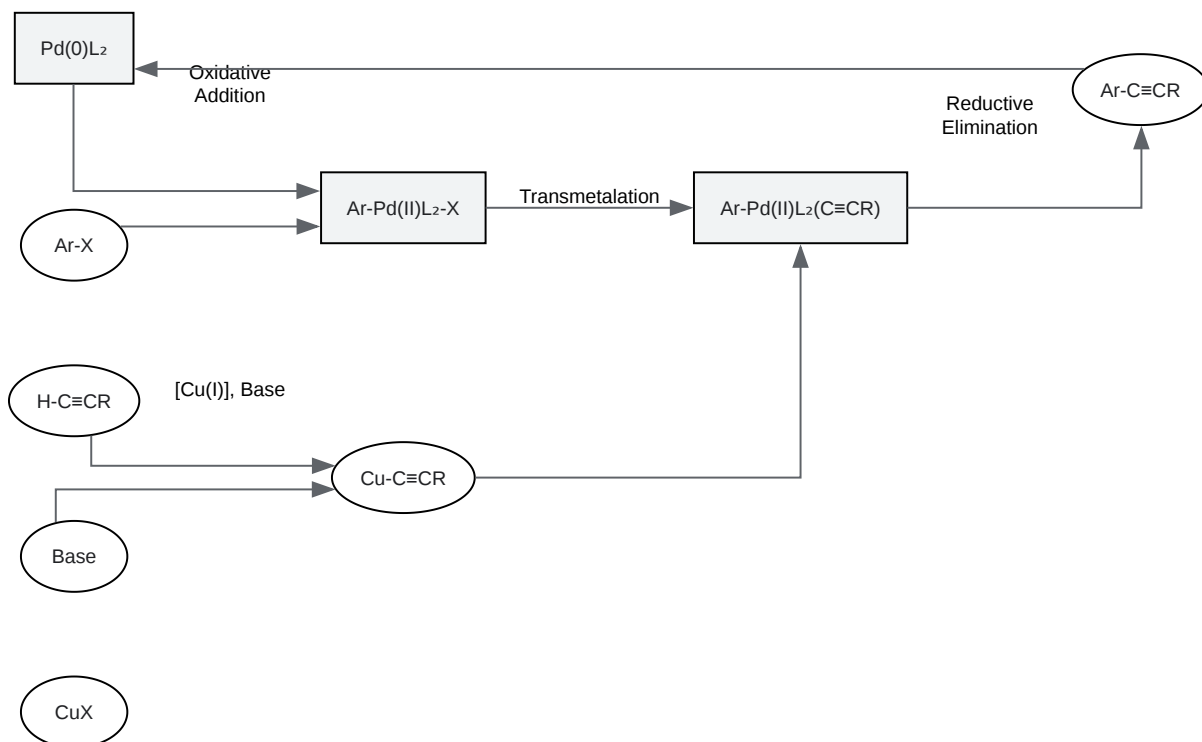 Pd(0)L₂
Oxidative
Addition
Ar-C≡CR
Reductive
Elimination
Ar-Pd(II)L₂-X
Transmetalation
Ar-Pd(II)L₂(C≡CR)
Ar-X
H-C≡CR
[Cu(I)], Base
Cu-C≡CR
Base
CuX